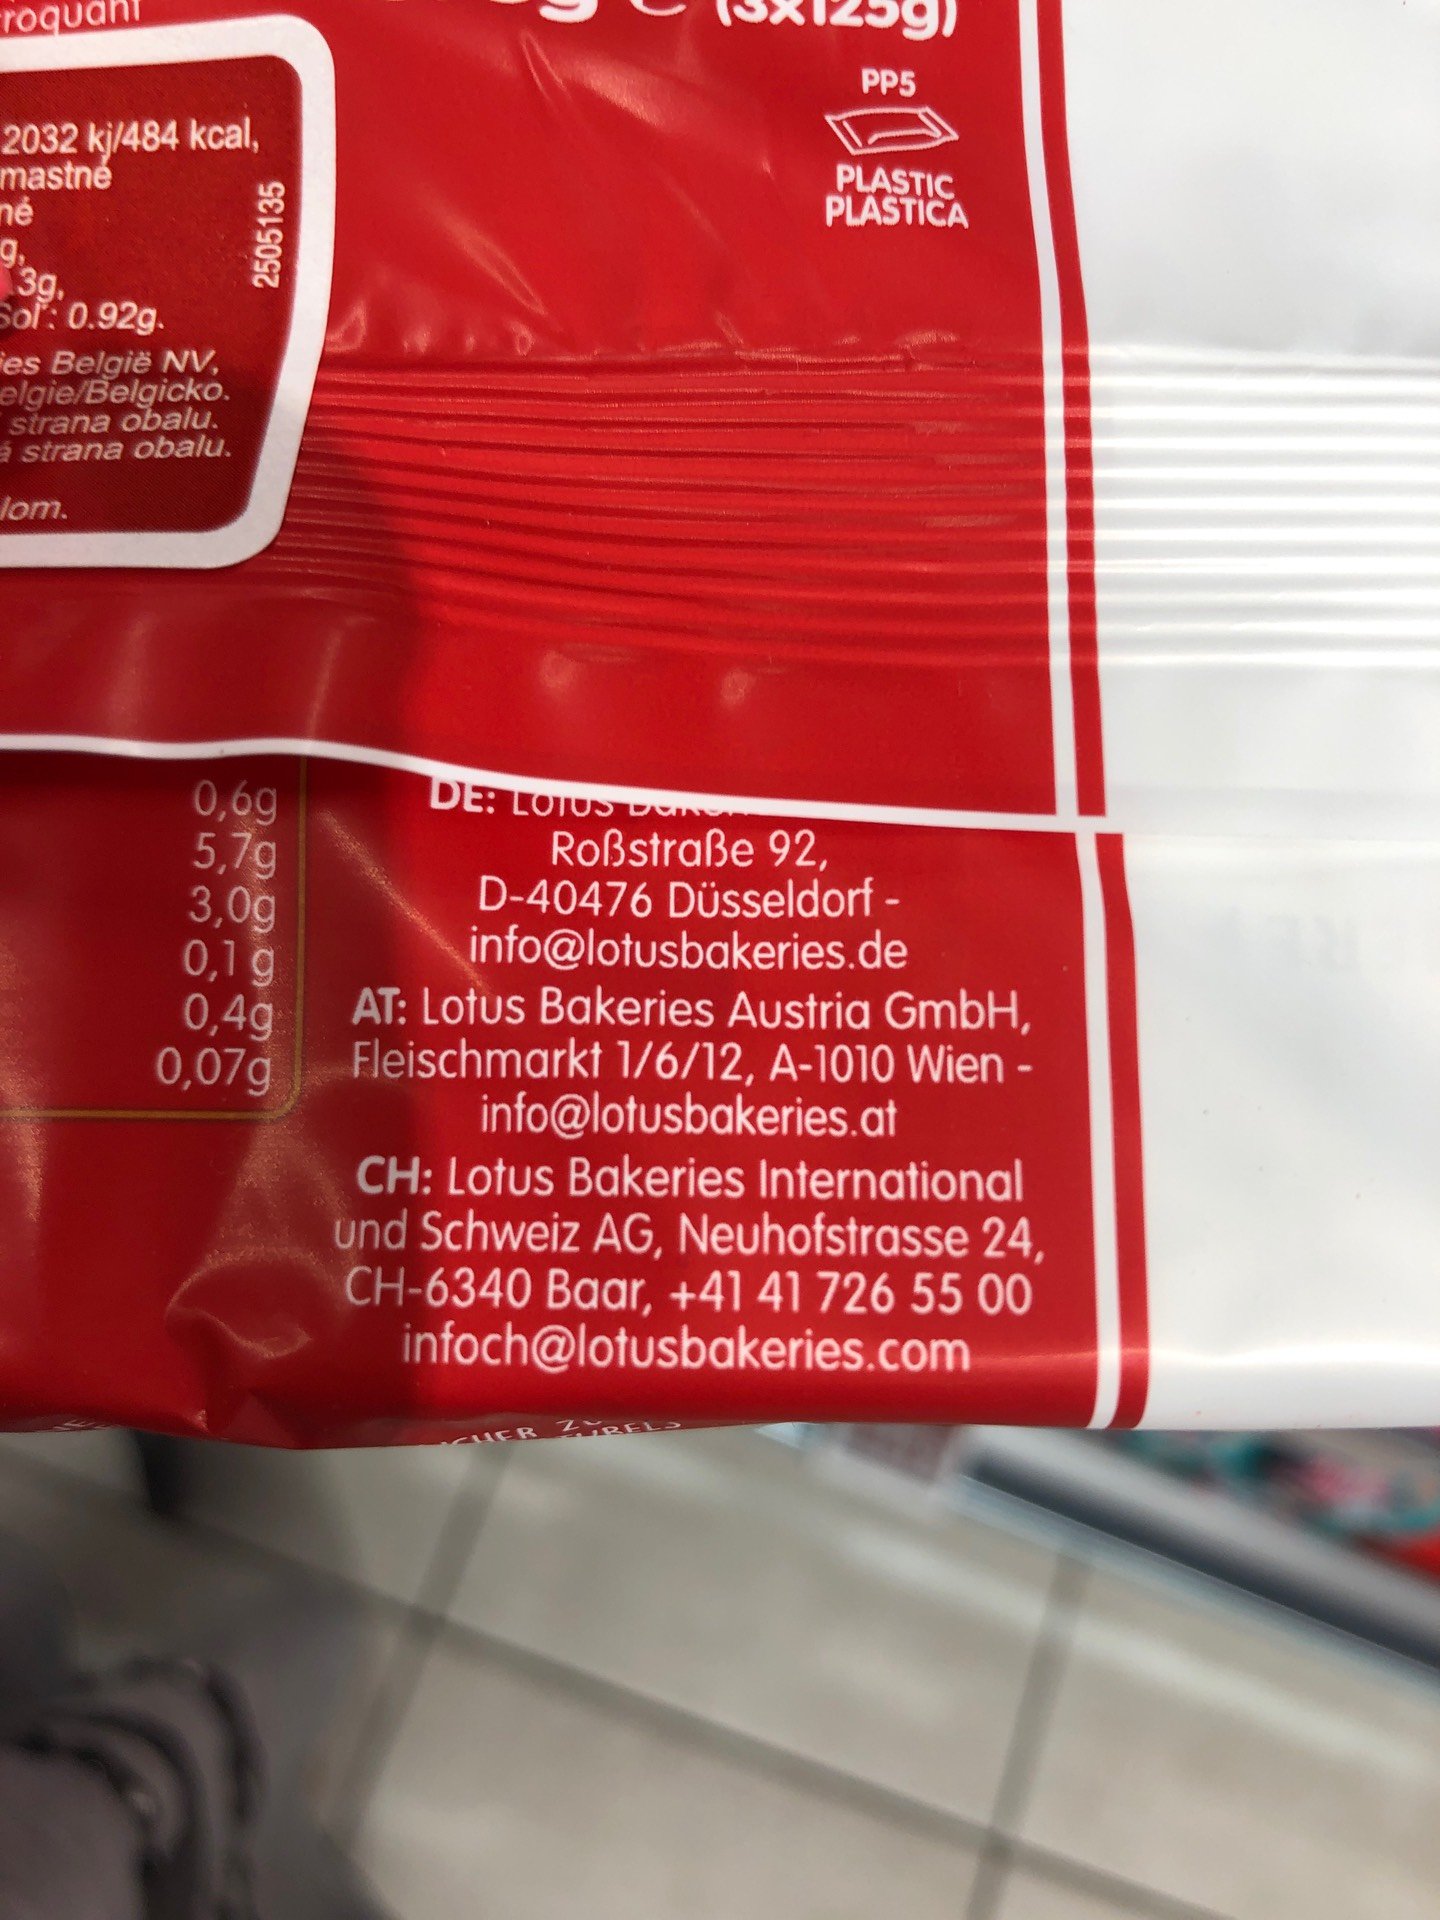 (3x125g)
PP5
PLASTIC
PLASTICA
2032 kj/484 kcal,
2505135
3g,
0.92g.
België NV,
strana obalu.
strana obalu.
0,6g
5,7g
3,0g
0,1g
0,4g
0,07g
DE: Lotus
Roßstraße 92,
D-40476 Düsseldorf -
info@lotusbakeries.de
AT: Lotus Bakeries Austria GmbH,
Fleischmarkt 1/6/12, A-1010 Wien -
info@lotusbakeries.at
CH: Lotus Bakeries International
und Schweiz AG, Neuhofstrasse 24,
CH-6340 Baar, +41 41 726 55 00
infoch@lotusbakeries.com